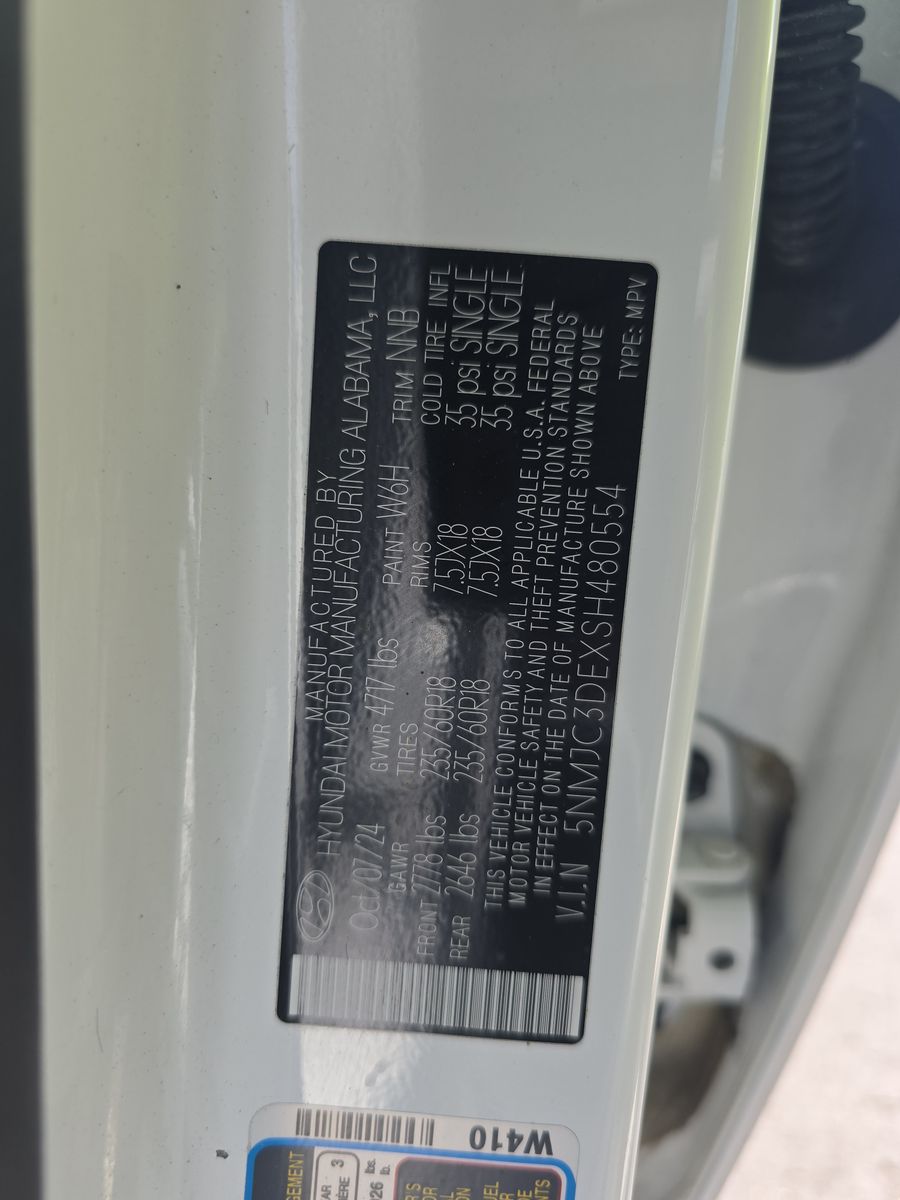 MANUFACTURED BY
HYUNDAI MOTOR MANUFACTURING ALABAMA, LLC
Oct/07/24 GVWR 4717 lbs PAINT W6H TRIM NNB
GAWR TIRES RIMS COLD TIRE INFL
FRONT 2778 lbs 235/60R18 7.5JX18 35 psi SINGLE
REAR 2646 lbs 235/60R18 7.5JX18 35 psi SINGLE
THIS VEHICLE CONFORMS TO ALL APPLICABLE U.S.A. FEDERAL
MOTOR VEHICLE SAFETY AND THEFT PREVENTION STANDARDS
IN EFFECT ON THE DATE OF MANUFACTURE SHOWN ABOVE
V.I.N 5NMJC3DEXSH480554 TYPE: MPV
W410